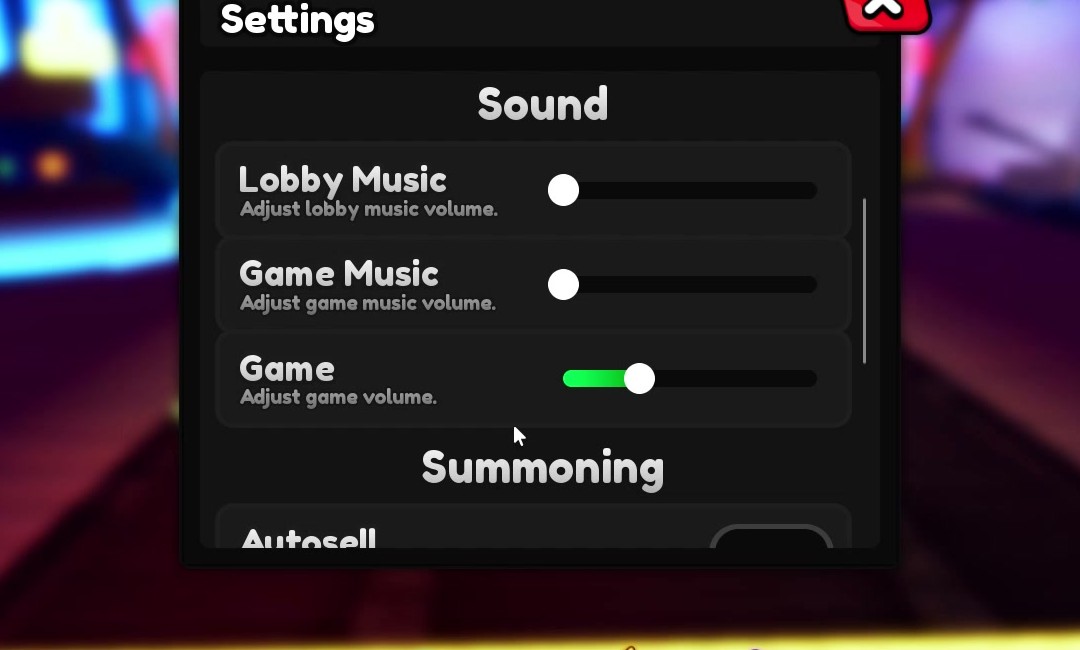 Settings
Sound
Lobby Music
Adjust lobby music volume.
Game Music
Adjust game music volume.
Game
Adjust game volume.
Summoning
Autosell